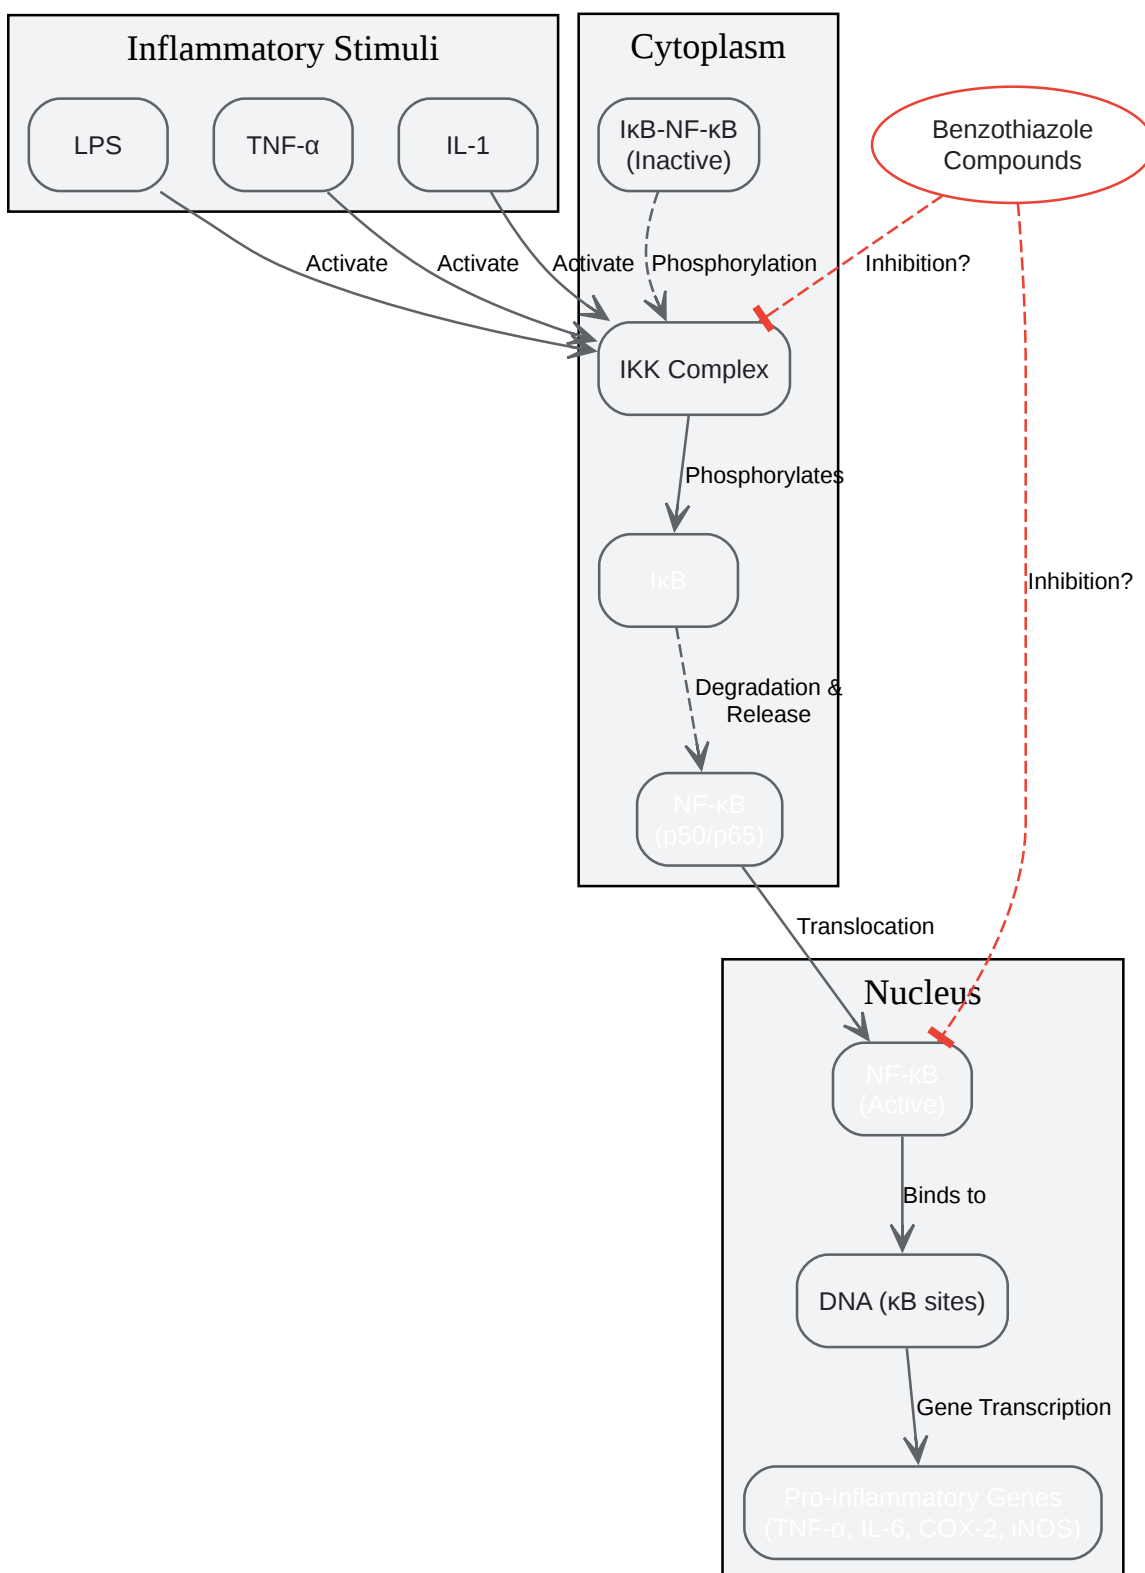 Inflammatory Stimuli
LPS
TNF-α
IL-1
Cytoplasm
IκB-NF-κB
(Inactive)
Benzothiazole
Compounds
Activate
Activate
Activate
Phosphorylation
Inhibition?
IKK Complex
Phosphorylates
IκB
Inhibition?
Degradation &
Release
NF-κB
(p50/p65)
Translocation
Nucleus
NF-κB
(Active)
Binds to
DNA (κB sites)
Gene Transcription
Pro-inflammatory Genes
(TNF-α, IL-6, COX-2, iNOS)